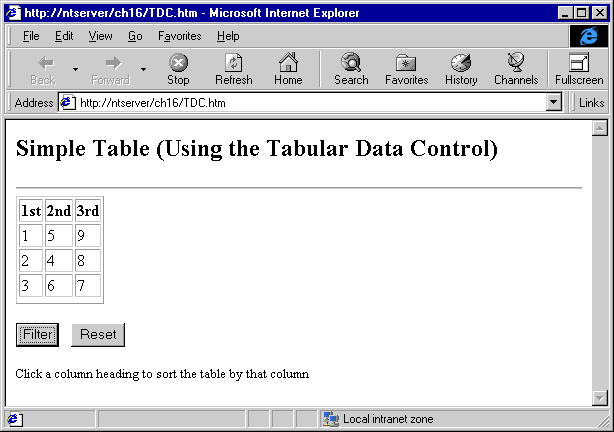 http://ntserver/ch16/TDC.htm - Microsoft Internet Explorer
File Edit View Go Favorites Help
Back Forward Stop Refresh Home Search Favorites History Channels Fullscreen
Address http://ntserver/ch16/TDC.htm Links
Simple Table (Using the Tabular Data Control)
1st 2nd 3rd
1 5 9
2 4 8
3 6 7
Filter Reset
Click a column heading to sort the table by that column
Local intranet zone